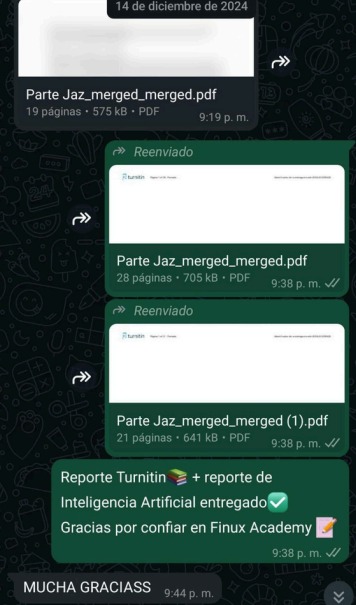 14 de diciembre de 2024
Parte Jaz_merged_merged.pdf
19 páginas • 575 kB • PDF
9:19 p. m.
Reenviado
turnitin
Parte Jaz_merged_merged.pdf
28 páginas • 705 kB • PDF
9:38 p. m.
Reenviado
turnitin
Parte Jaz_merged_merged (1).pdf
21 páginas • 641 kB • PDF
9:38 p. m.
Reporte Turnitin📚 + reporte de
Inteligencia Artificial entregado✅
Gracias por confiar en Finux Academy 📝
9:38 p. m.
MUCHA GRACIASS
9:44 p. m.